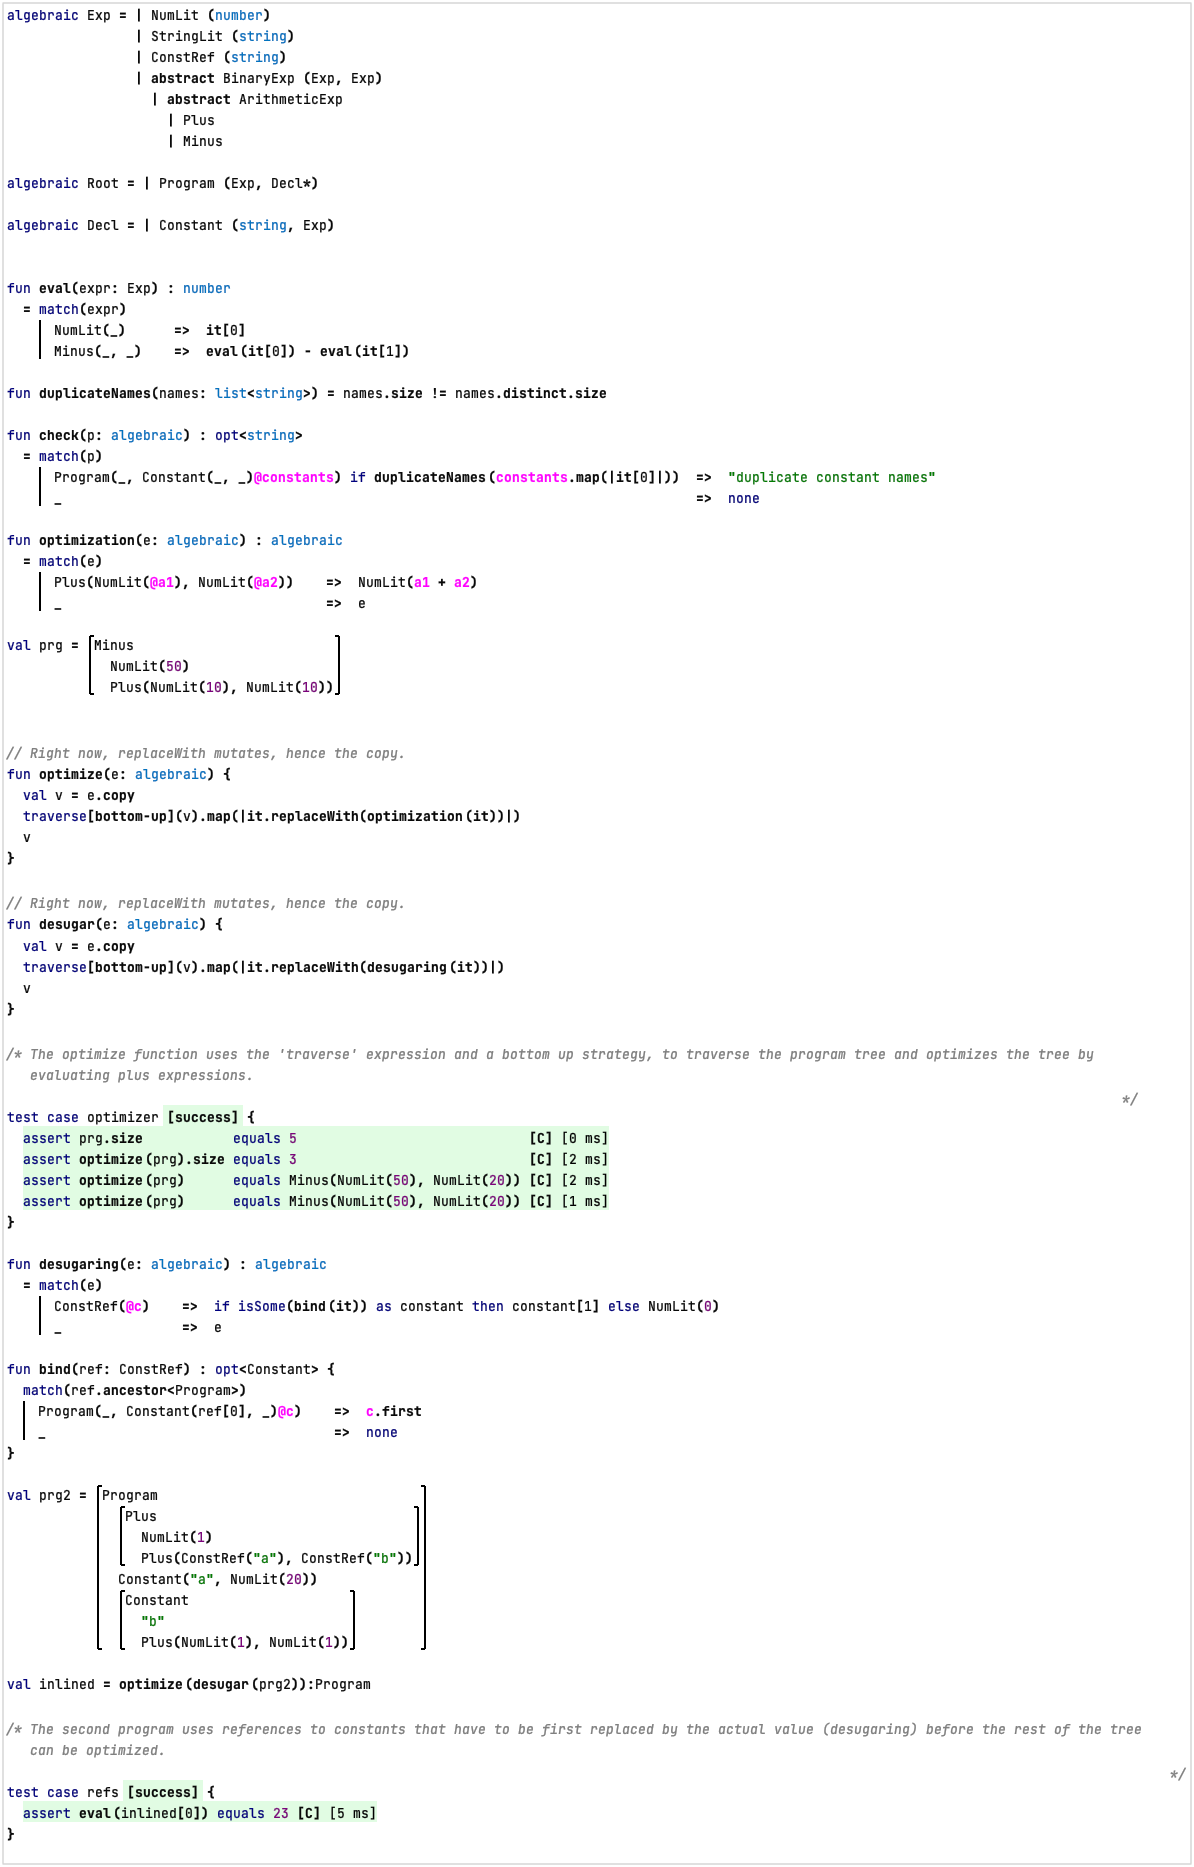 algebraic Exp = | NumLit (number)
                | StringLit (string)
                | ConstRef (string)
                | abstract BinaryExp (Exp, Exp)
                  | abstract ArithmeticExp
                    | Plus
                    | Minus
algebraic Root = | Program (Exp, Decl*)
algebraic Decl = | Constant (string, Exp)
fun eval(expr: Exp) : number
  = match(expr)
      NumLit(_)      =>  it[0]
      Minus(_, _)    =>  eval(it[0]) - eval(it[1])
fun duplicateNames(names: list<string>) = names.size != names.distinct.size
fun check(p: algebraic) : opt<string>
  = match(p)
      Program(_, Constant(_, _)@constants) if duplicateNames(constants.map(|it[0]|))  =>  "duplicate constant names"
      _  =>  none
fun optimization(e: algebraic) : algebraic
  = match(e)
      Plus(NumLit(@a1), NumLit(@a2))    =>  NumLit(a1 + a2)
      _                                 =>  e
val prg = Minus
            NumLit(50)
            Plus(NumLit(10), NumLit(10))
// Right now, replaceWith mutates, hence the copy.
fun optimize(e: algebraic) {
  val v = e.copy
  traverse[bottom-up](v).map(|it.replaceWith(optimization(it))|)
  v
}
// Right now, replaceWith mutates, hence the copy.
fun desugar(e: algebraic) {
  val v = e.copy
  traverse[bottom-up](v).map(|it.replaceWith(desugaring(it))|)
  v
}
/* The optimize function uses the 'traverse' expression and a bottom up strategy, to traverse the program tree and optimizes the tree by
   evaluating plus expressions.
*/
test case optimizer [success] {
  assert prg.size           equals 5                             [C] [0 ms]
  assert optimize(prg).size equals 3                             [C] [2 ms]
  assert optimize(prg)      equals Minus(NumLit(50), NumLit(20)) [C] [2 ms]
  assert optimize(prg)      equals Minus(NumLit(50), NumLit(20)) [C] [1 ms]
}
fun desugaring(e: algebraic) : algebraic
  = match(e)
      ConstRef(@c)    =>  if isSome(bind(it)) as constant then constant[1] else NumLit(0)
      _               =>  e
fun bind(ref: ConstRef) : opt<Constant> {
  match(ref.ancestor<Program>)
    Program(_, Constant(ref[0], _)@c)    =>  c.first
    _                                    =>  none
}
val prg2 = Program
             Plus
               NumLit(1)
               Plus(ConstRef("a"), ConstRef("b"))
             Constant("a", NumLit(20))
             Constant
               "b"
               Plus(NumLit(1), NumLit(1))
val inlined = optimize(desugar(prg2)):Program
/* The second program uses references to constants that have to be first replaced by the actual value (desugaring) before the rest of the tree
   can be optimized.
*/
test case refs [success] {
  assert eval(inlined[0]) equals 23 [C] [5 ms]
}